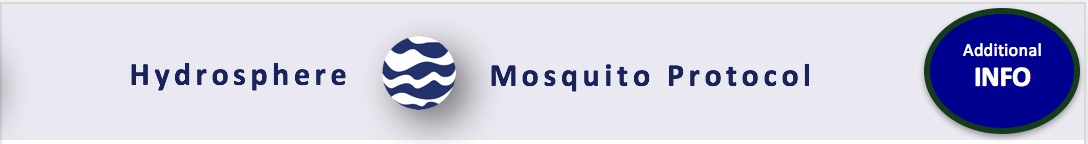 Hydrosphere Mosquito Protocol
Additional
INFO